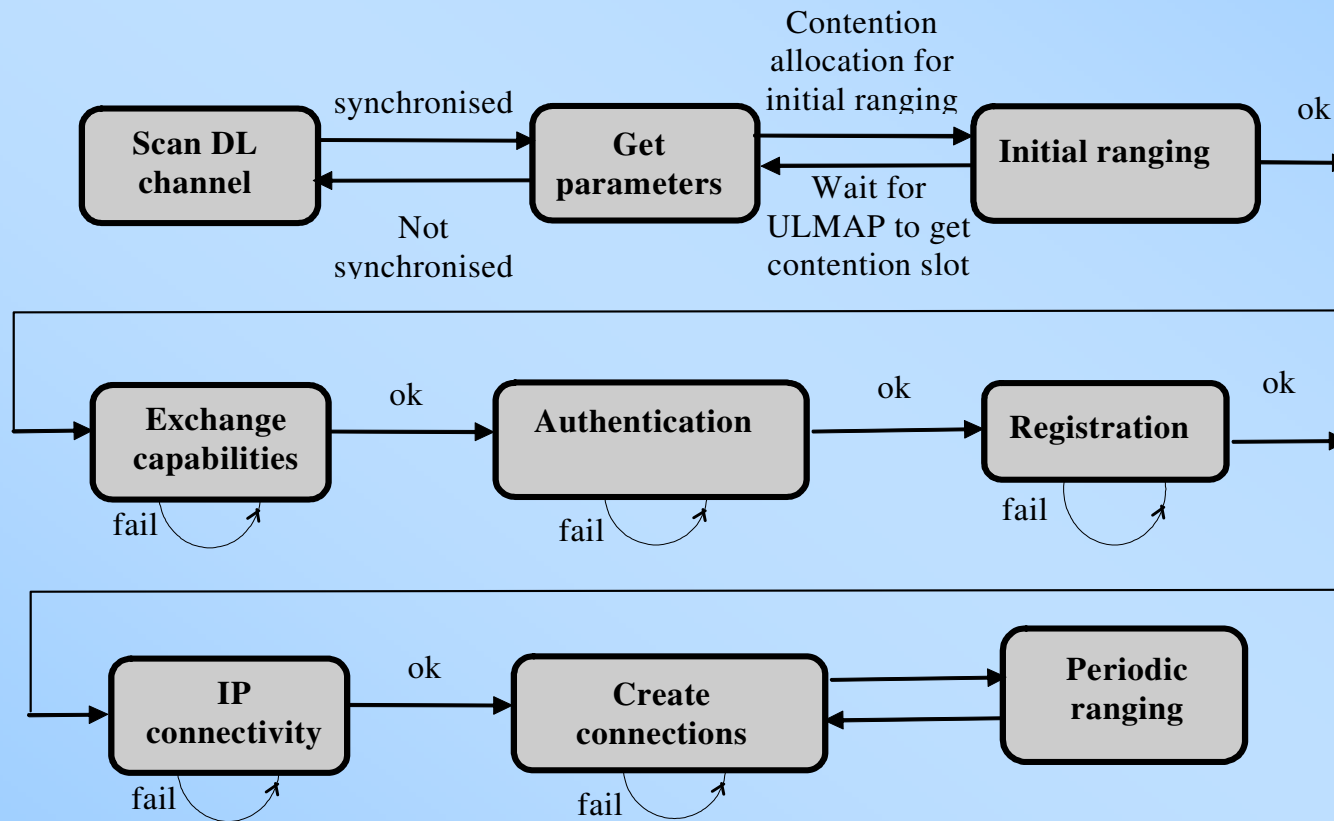 Contention
allocation for
initial ranging
synchronised
ok
Scan DL
channel
Get
parameters
Initial ranging
Not
synchronised
Wait for
ULMAP to get
contention slot
Exchange
capabilities
ok
Authentication
ok
Registration
ok
fail
fail
fail
IP
connectivity
ok
Create
connections
Periodic
ranging
fail
fail